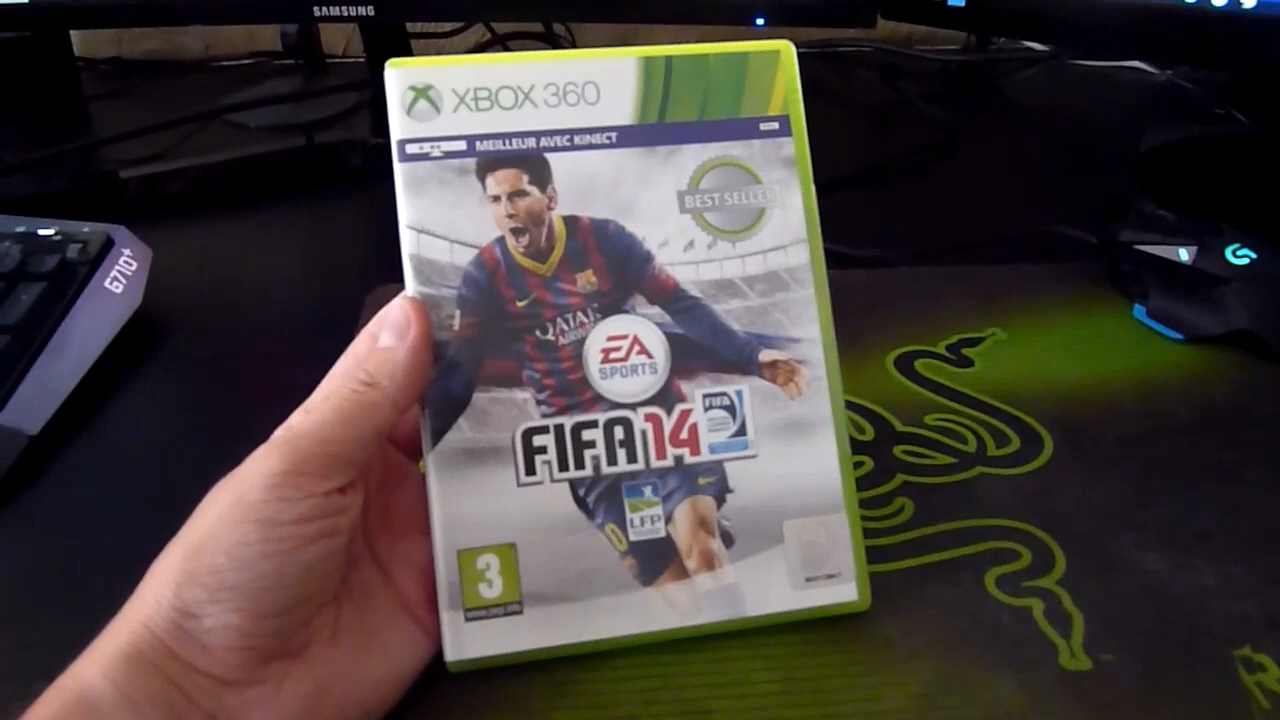 SAMSUNG
XBOX 360
MEILLEUR AVEC KINECT
BEST SELLER
G710+
QATAR
AIRWAYS
EA
SPORTS
FIFA 14
FIFA
LFP
3
www.pegi.info